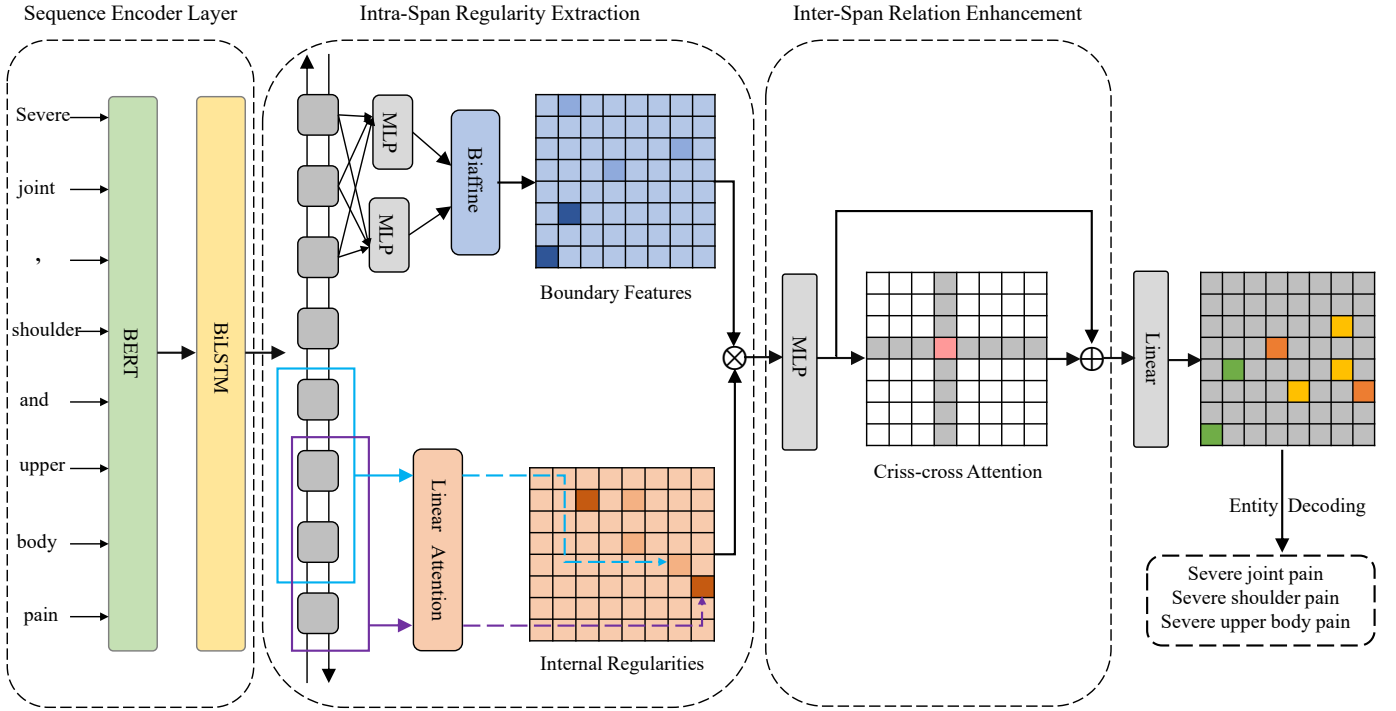 Sequence Encoder Layer
Intra-Span Regularity Extraction
Inter-Span Relation Enhancement
Severe
joint
,
shoulder
and
upper
body
pain
BERT
BiLSTM
MLP
MLP
Biaffine
Boundary Features
Linear Attention
Internal Regularities
MLP
Criss-cross Attention
Linear
Entity Decoding
Severe joint pain
Severe shoulder pain
Severe upper body pain